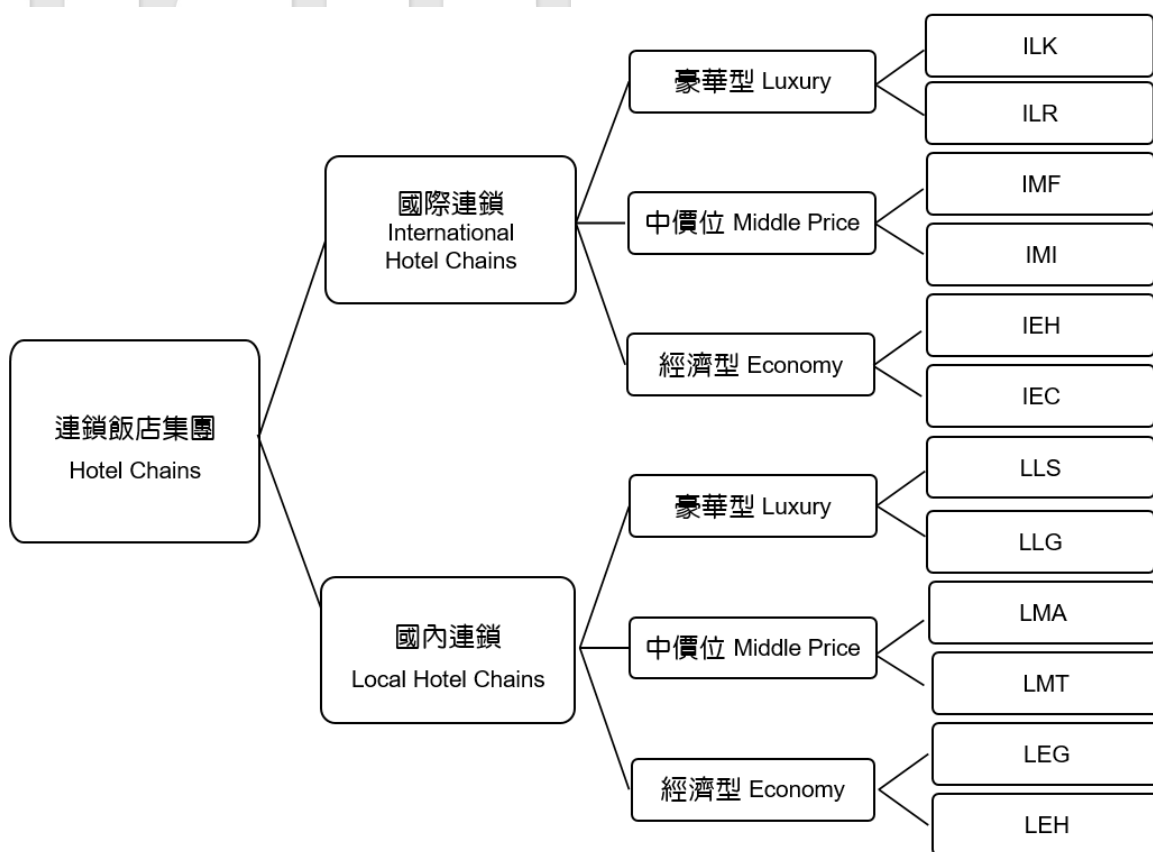 連鎖飯店集團
Hotel Chains
國際連鎖
International
Hotel Chains
豪華型 Luxury
ILK
ILR
中價位 Middle Price
IMF
IMI
經濟型 Economy
IEH
IEC
國內連鎖
Local Hotel Chains
豪華型 Luxury
LLS
LLG
中價位 Middle Price
LMA
LMT
經濟型 Economy
LEG
LEH